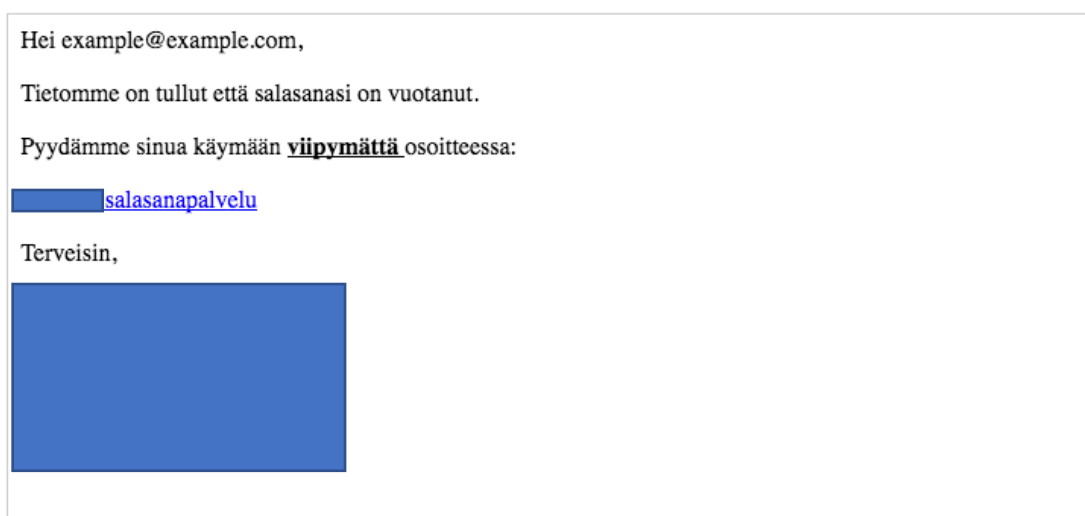 Hei example@example.com,
Tietomme on tullut että salasanasi on vuotanut.
Pyydämme sinua käymään viipymättä osoitteessa:
salasanapalvelu
Terveisin,